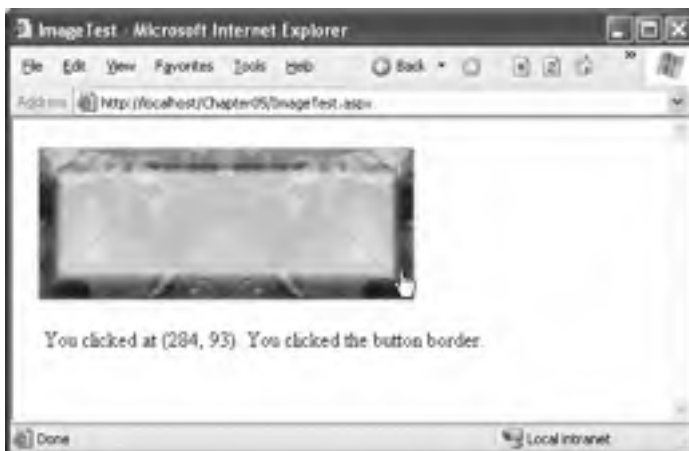 ImageTest - Microsoft Internet Explorer
File Edit View Favorites Tools Help Back »
Address http://localhost/Chapter05/ImageTest.aspx
You clicked at (284, 93). You clicked the button border.
Done Local intranet